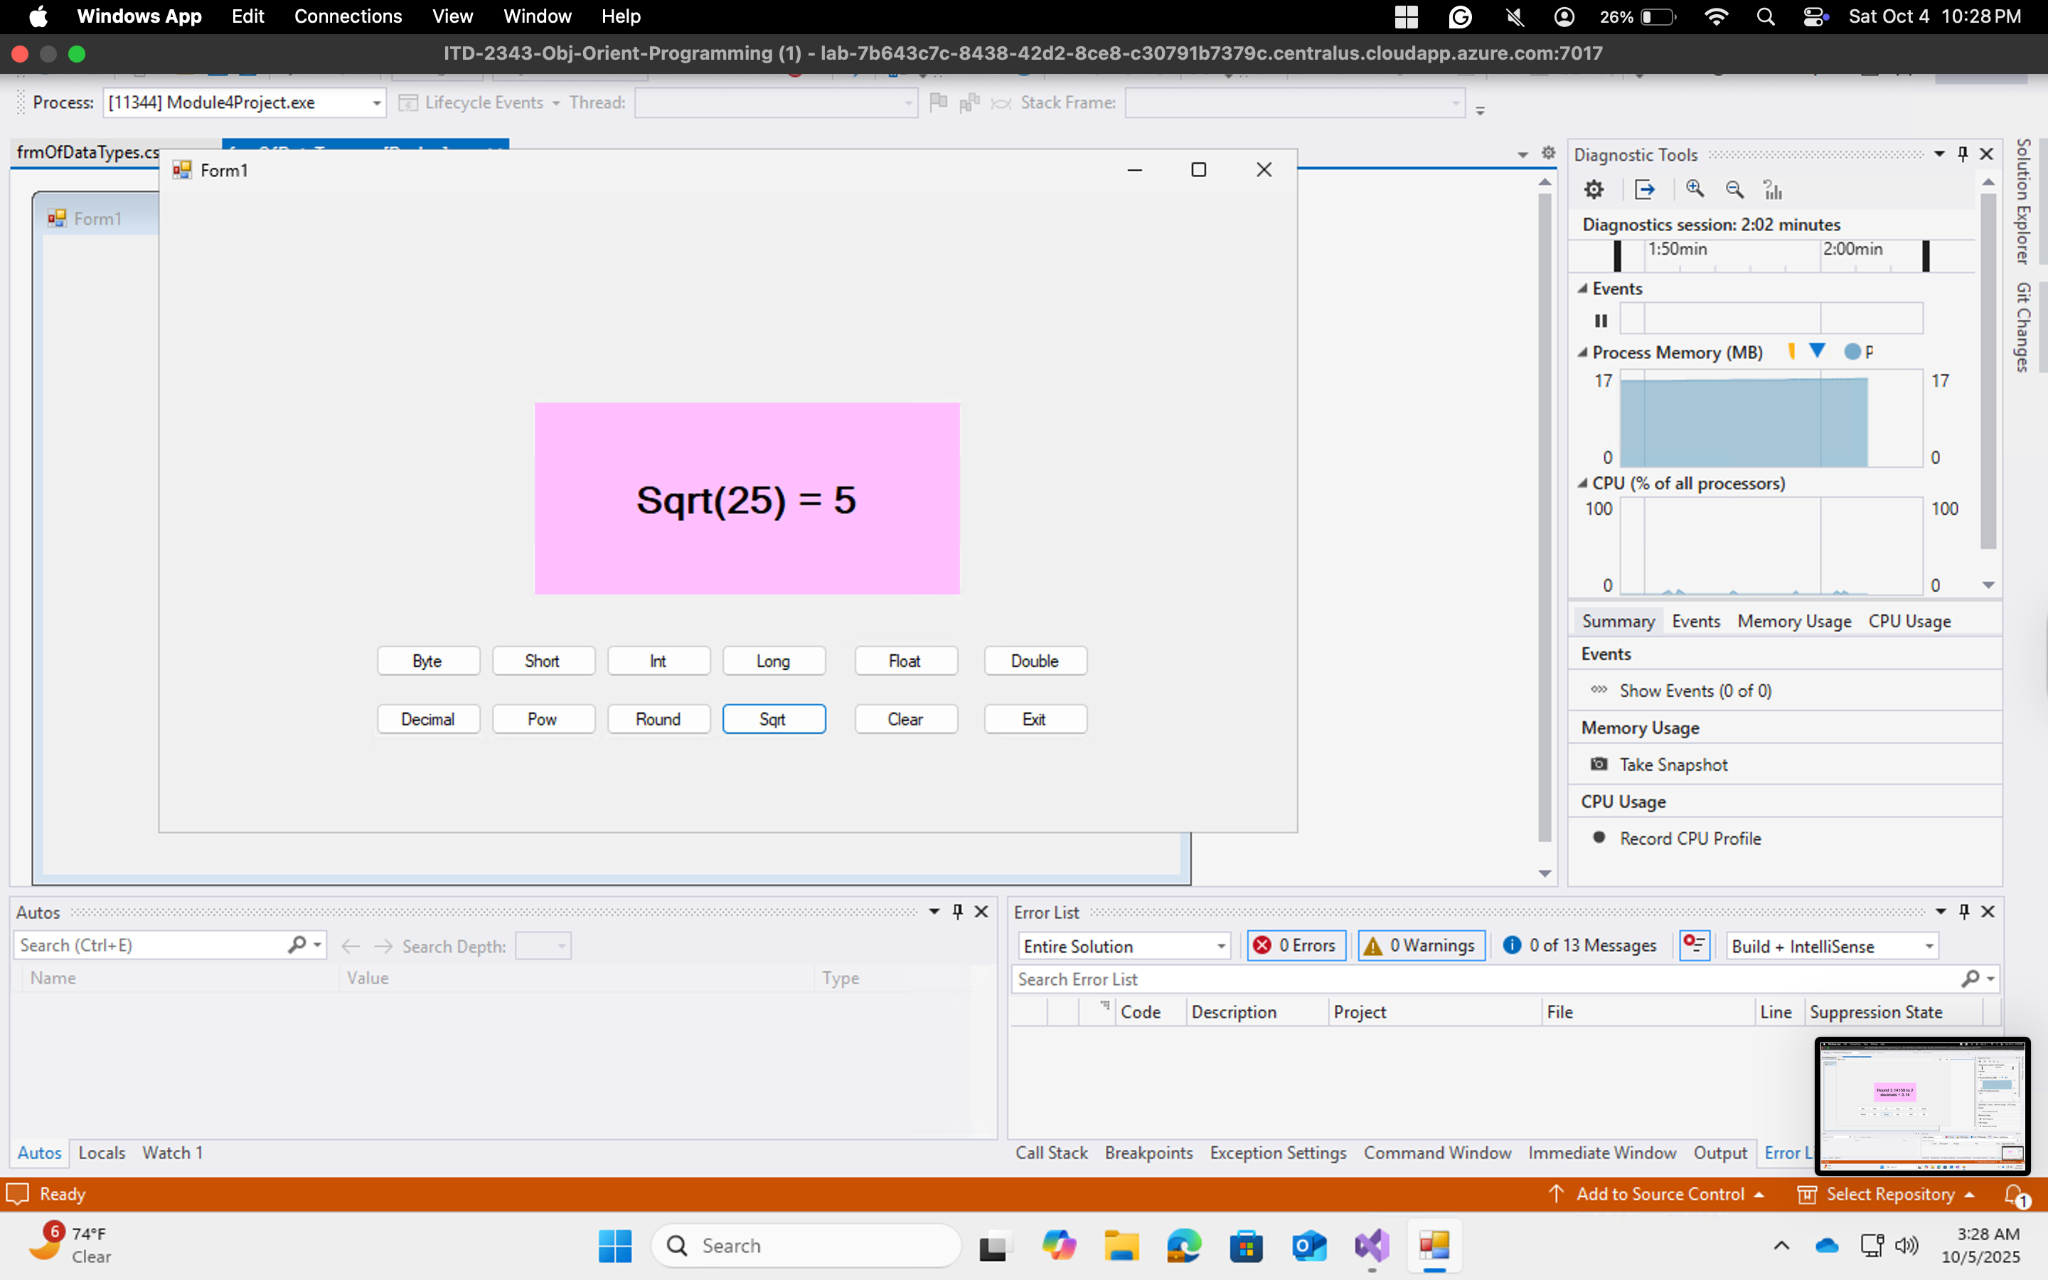 Windows App Edit Connections View Window Help 26% Sat Oct 4 10:28 PM
ITD-2343-Obj-Orient-Programming (1) - lab-7b643c7c-8438-42d2-8ce8-c30791b7379c.centralus.cloudapp.azure.com:7017
Process: [11344] Module4Project.exe Lifecycle Events Thread: Stack Frame:
frmOfDataTypes.cs
Form1
Form1
Sqrt(25) = 5
Byte Short Int Long Float Double
Decimal Pow Round Sqrt Clear Exit
Diagnostic Tools
Diagnostics session: 2:02 minutes
1:50min 2:00min
Events
Process Memory (MB) P
17 17
0 0
CPU (% of all processors)
100 100
0 0
Summary Events Memory Usage CPU Usage
Events
Show Events (0 of 0)
Memory Usage
Take Snapshot
CPU Usage
Record CPU Profile
Solution Explorer
Git Changes
Autos
Search (Ctrl+E) Search Depth:
Name Value Type
Autos Locals Watch 1
Error List
Entire Solution 0 Errors 0 Warnings 0 of 13 Messages Build + IntelliSense
Search Error List
Code Description Project File Line Suppression State
Call Stack Breakpoints Exception Settings Command Window Immediate Window Output Error Li
Ready Add to Source Control Select Repository 1
6 74°F
Clear
Search
3:28 AM
10/5/2025